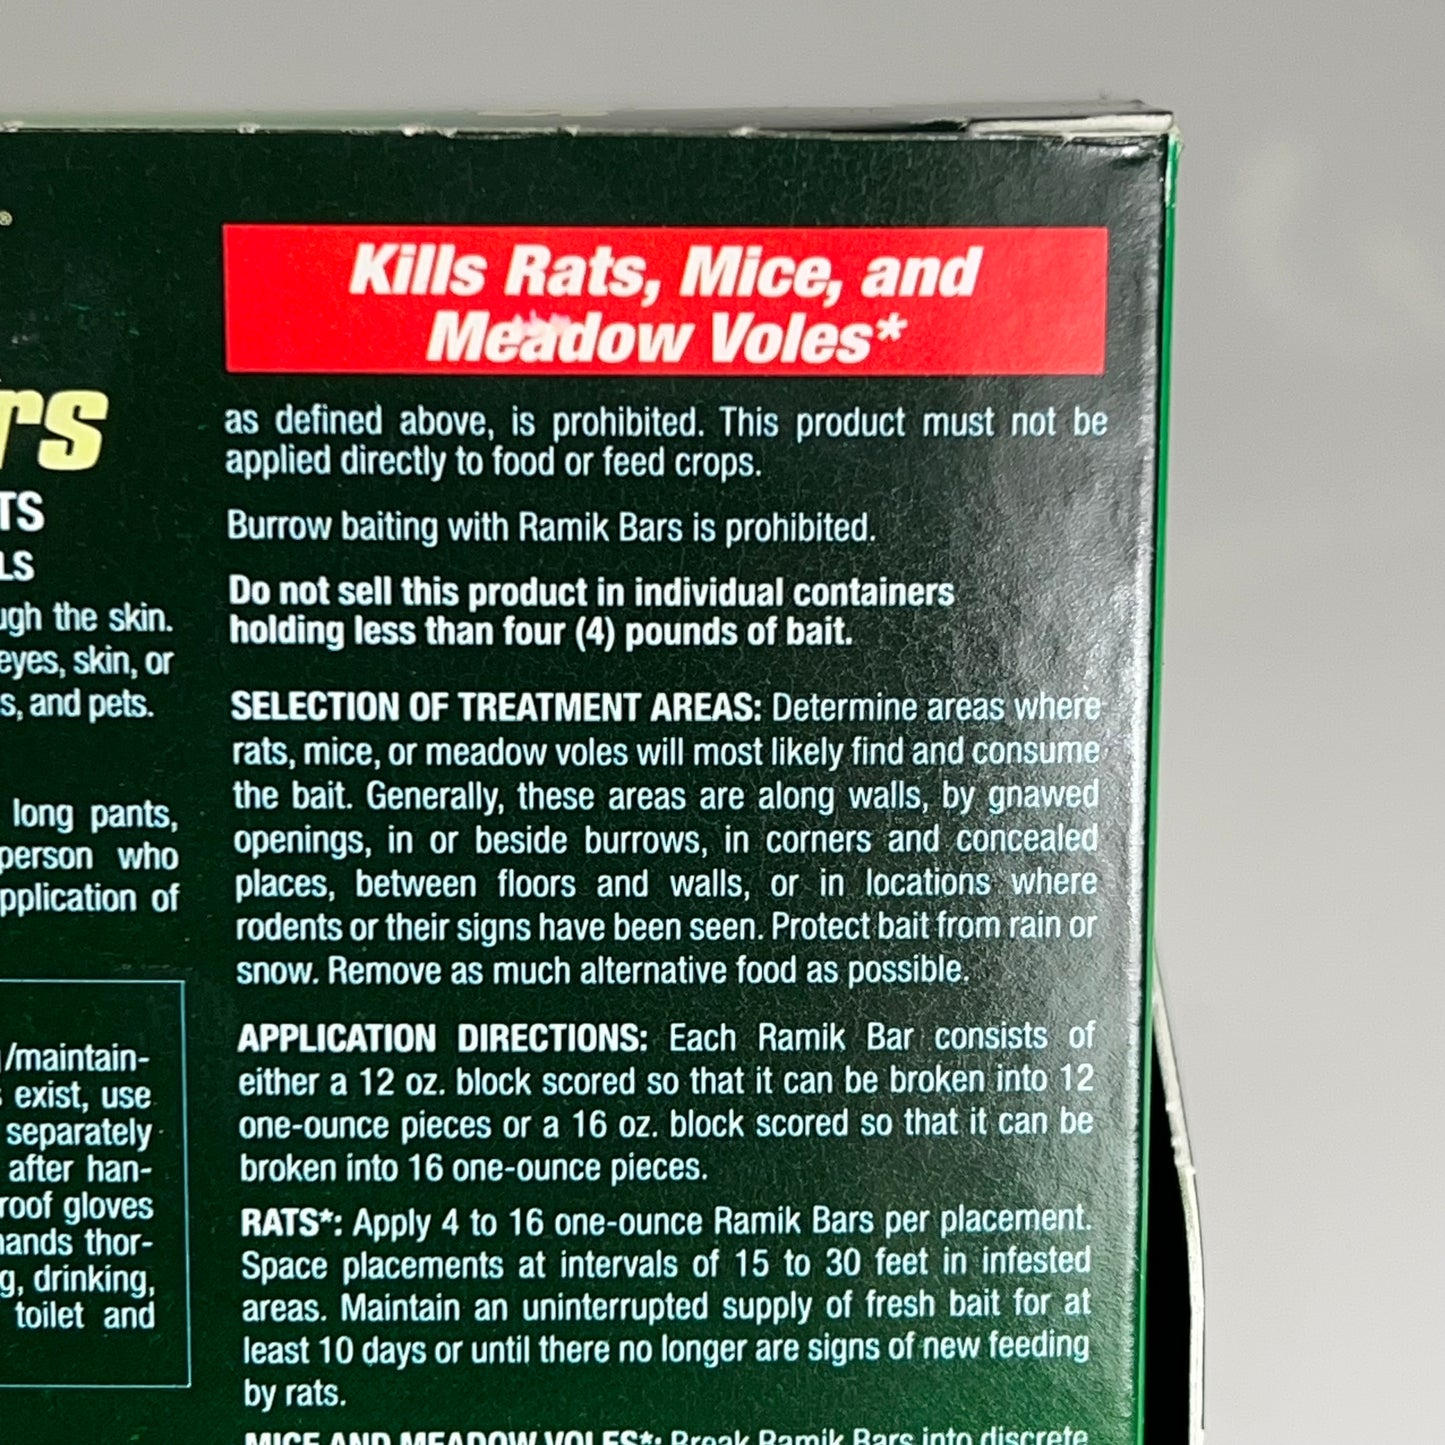 ®
rs
TS
LS
ugh the skin.
eyes, skin, or
s, and pets.
long pants,
person who
pplication of
/maintain-
exist, use
separately
after han-
roof gloves
hands thor-
g, drinking,
toilet and
Kills Rats, Mice, and
Meadow Voles*
as defined above, is prohibited. This product must not be
applied directly to food or feed crops.
Burrow baiting with Ramik Bars is prohibited.
Do not sell this product in individual containers
holding less than four (4) pounds of bait.
SELECTION OF TREATMENT AREAS: Determine areas where
rats, mice, or meadow voles will most likely find and consume
the bait. Generally, these areas are along walls, by gnawed
openings, in or beside burrows, in corners and concealed
places, between floors and walls, or in locations where
rodents or their signs have been seen. Protect bait from rain or
snow. Remove as much alternative food as possible.
APPLICATION DIRECTIONS: Each Ramik Bar consists of
either a 12 oz. block scored so that it can be broken into 12
one-ounce pieces or a 16 oz. block scored so that it can be
broken into 16 one-ounce pieces.
RATS*: Apply 4 to 16 one-ounce Ramik Bars per placement.
Space placements at intervals of 15 to 30 feet in infested
areas. Maintain an uninterrupted supply of fresh bait for at
least 10 days or until there no longer are signs of new feeding
by rats.
MICE AND MEADOW VOLES*: Break Ramik Bars into discrete